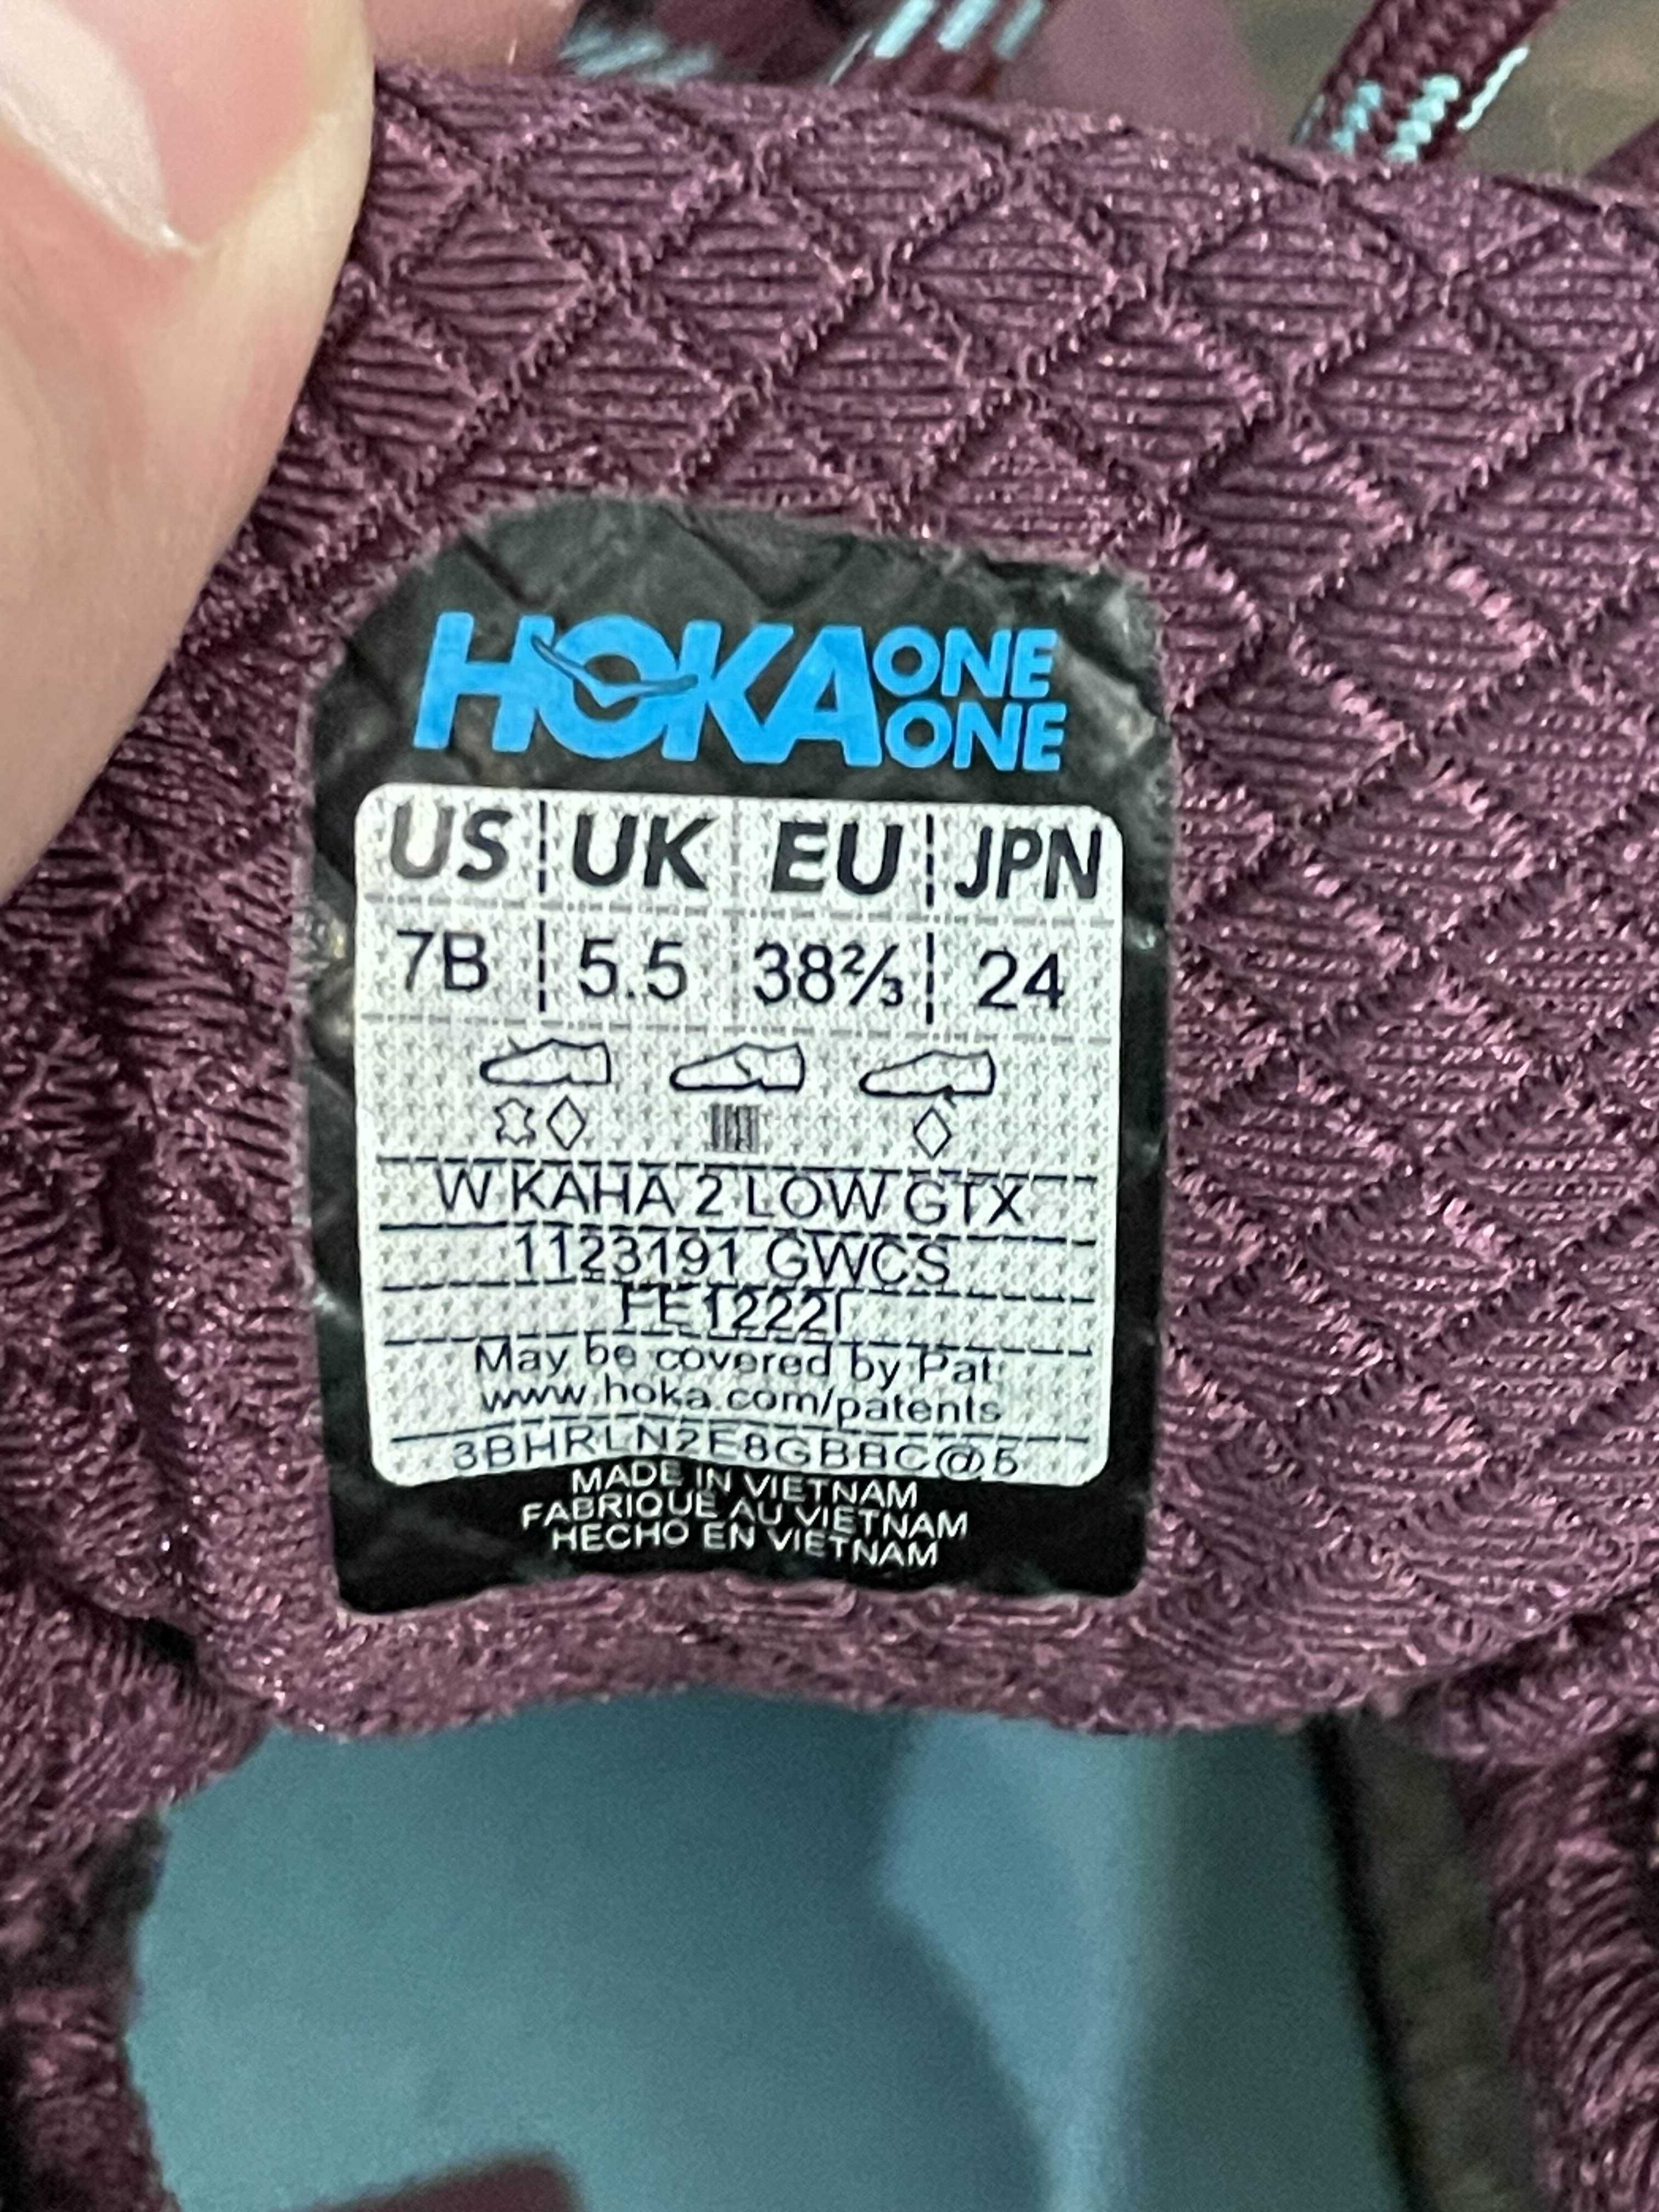 HOKA ONE ONE
US UK EU JPN
7B 5.5 38⅔ 24
W KAHA 2 LOW GTX
1123191 GWCS
May be covered by Pat:
www.hoka.com/patents
3BHRLN2E8GBBC@5
MADE IN VIETNAM
FABRIQUE AU VIETNAM
HECHO EN VIETNAM